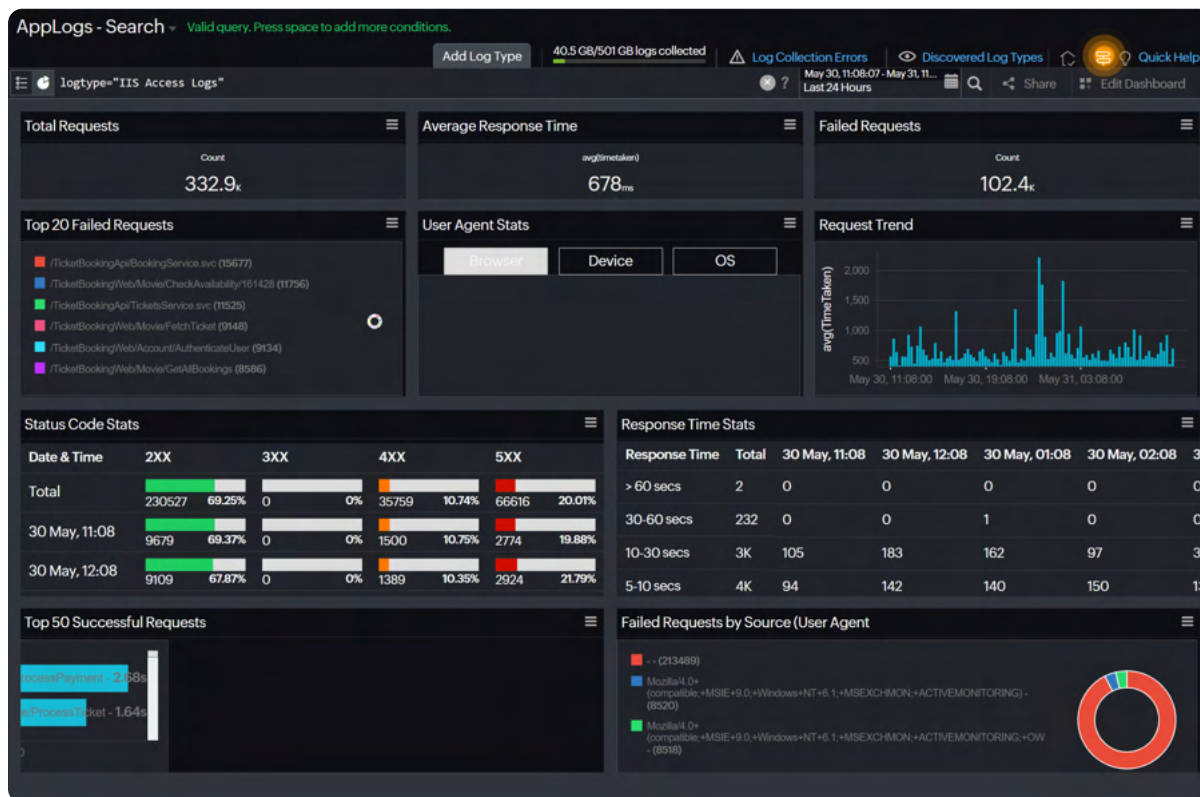 AppLogs - Search
Valid query. Press space to add more conditions.
Add Log Type
40.5 GB/501 GB logs collected
Log Collection Errors
Discovered Log Types
Quick Help
logtype="IIS Access Logs"
?
May 30, 11:08:07 - May 31, 11...
Last 24 Hours
Share
Edit Dashboard
Total Requests
Count
332.9K
Average Response Time
avg(timetaken)
678ms
Failed Requests
Count
102.4K
Top 20 Failed Requests
/TicketBookingApi/BookingService.svc (15677)
/TicketBookingWeb/Movie/CheckAvailability/161428 (11756)
/TicketBookingApi/TicketsService.svc (11525)
/TicketBookingWeb/Movie/FetchTicket (9148)
/TicketBookingWeb/Account/AuthenticateUser (9134)
/TicketBookingWeb/Movie/GetAllBookings (8586)
User Agent Stats
Browser Device OS
Request Trend
avg(TimeTaken)
2,000
1,500
1,000
500
May 30, 11:08:00 May 30, 19:08:00 May 31, 03:08:00
Status Code Stats
Date & Time 2XX 3XX 4XX 5XX
Total 230527 69.25% 0 0% 35759 10.74% 66616 20.01%
30 May, 11:08 9679 69.37% 0 0% 1500 10.75% 2774 19.88%
30 May, 12:08 9109 67.87% 0 0% 1389 10.35% 2924 21.79%
Response Time Stats
Response Time Total 30 May, 11:08 30 May, 12:08 30 May, 01:08 30 May, 02:08 3
> 60 secs 2 0 0 0 0
30-60 secs 232 0 0 1 0
10-30 secs 3K 105 183 162 97 3
5-10 secs 4K 94 142 140 150 1
Top 50 Successful Requests
rocessPayment - 2.68s
e/ProcessTicket - 1.64s
Failed Requests by Source (User Agent
- - (213489)
Mozilla/4.0+
(compatible;+MSIE+9.0;+Windows+NT+6.1;+MSEXCHMON;+ACTIVEMONITORING) -
(8520)
Mozilla/4.0+
(compatible;+MSIE+9.0;+Windows+NT+6.1;+MSEXCHMON;+ACTIVEMONITORING;+OW
- (8518)